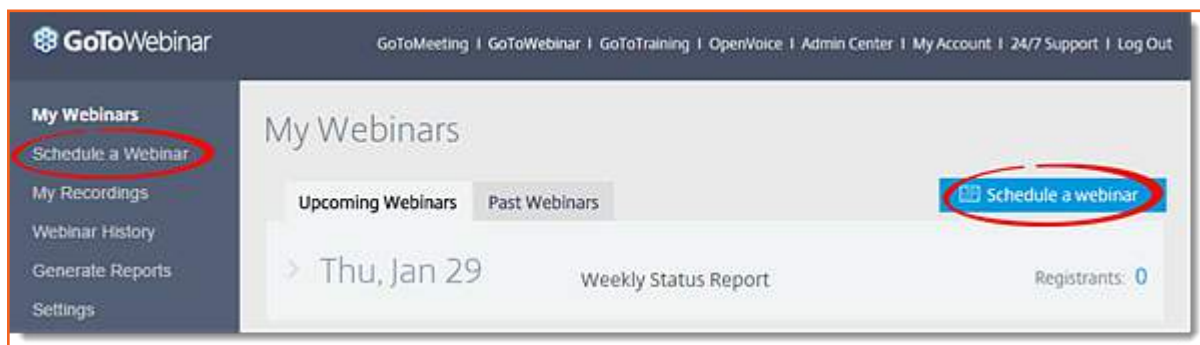 GoToWebinar
GoToMeeting | GoToWebinar | GoToTraining | OpenVoice | Admin Center | My Account | 24/7 Support | Log Out
My Webinars
Schedule a Webinar
My Recordings
Webinar History
Generate Reports
Settings
My Webinars
Schedule a webinar
Upcoming Webinars Past Webinars
Thu, Jan 29 Weekly Status Report Registrants: 0